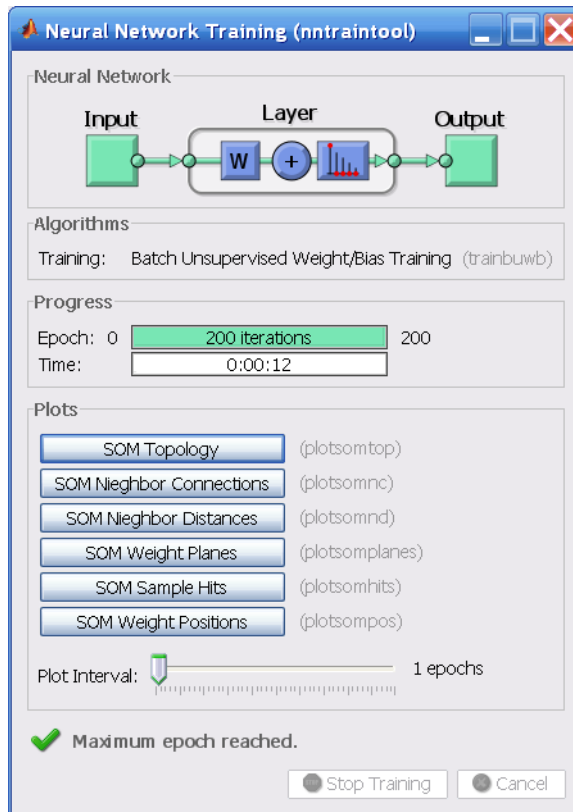 Neural Network Training (nntraintool)
Neural Network
Input
Layer
Output
W
+
Algorithms
Training: Batch Unsupervised Weight/Bias Training (trainbuwb)
Progress
Epoch: 0 200 iterations 200
Time: 0:00:12
Plots
SOM Topology (plotsomtop)
SOM Nieghbor Connections (plotsomnc)
SOM Nieghbor Distances (plotsomnd)
SOM Weight Planes (plotsomplanes)
SOM Sample Hits (plotsomhits)
SOM Weight Positions (plotsompos)
Plot Interval: 1 epochs
Maximum epoch reached.
Stop Training Cancel